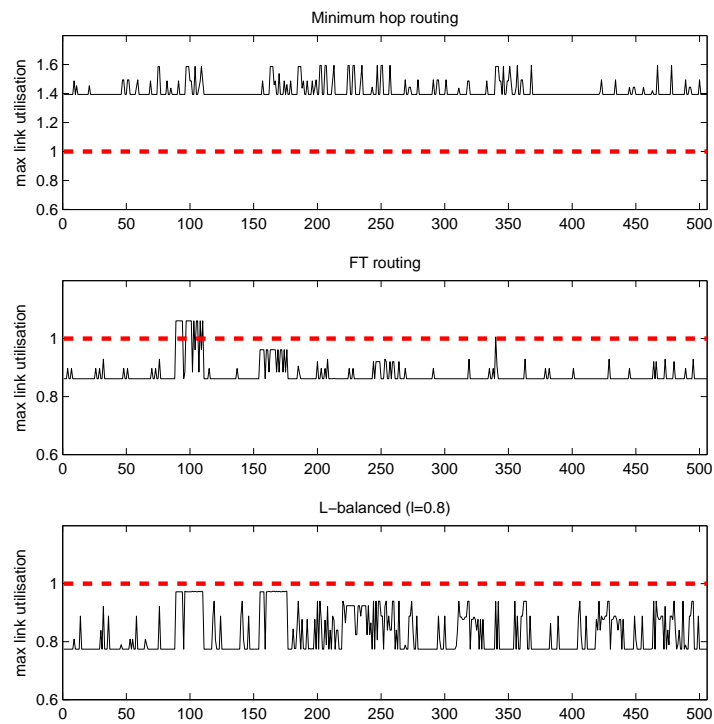 Minimum hop routing
max link utilisation
1.6
1.4
1.2
1
0.8
0.6
0 50 100 150 200 250 300 350 400 450 500
FT routing
max link utilisation
1
0.8
0.6
0 50 100 150 200 250 300 350 400 450 500
L−balanced (l=0.8)
max link utilisation
1
0.8
0.6
0 50 100 150 200 250 300 350 400 450 500